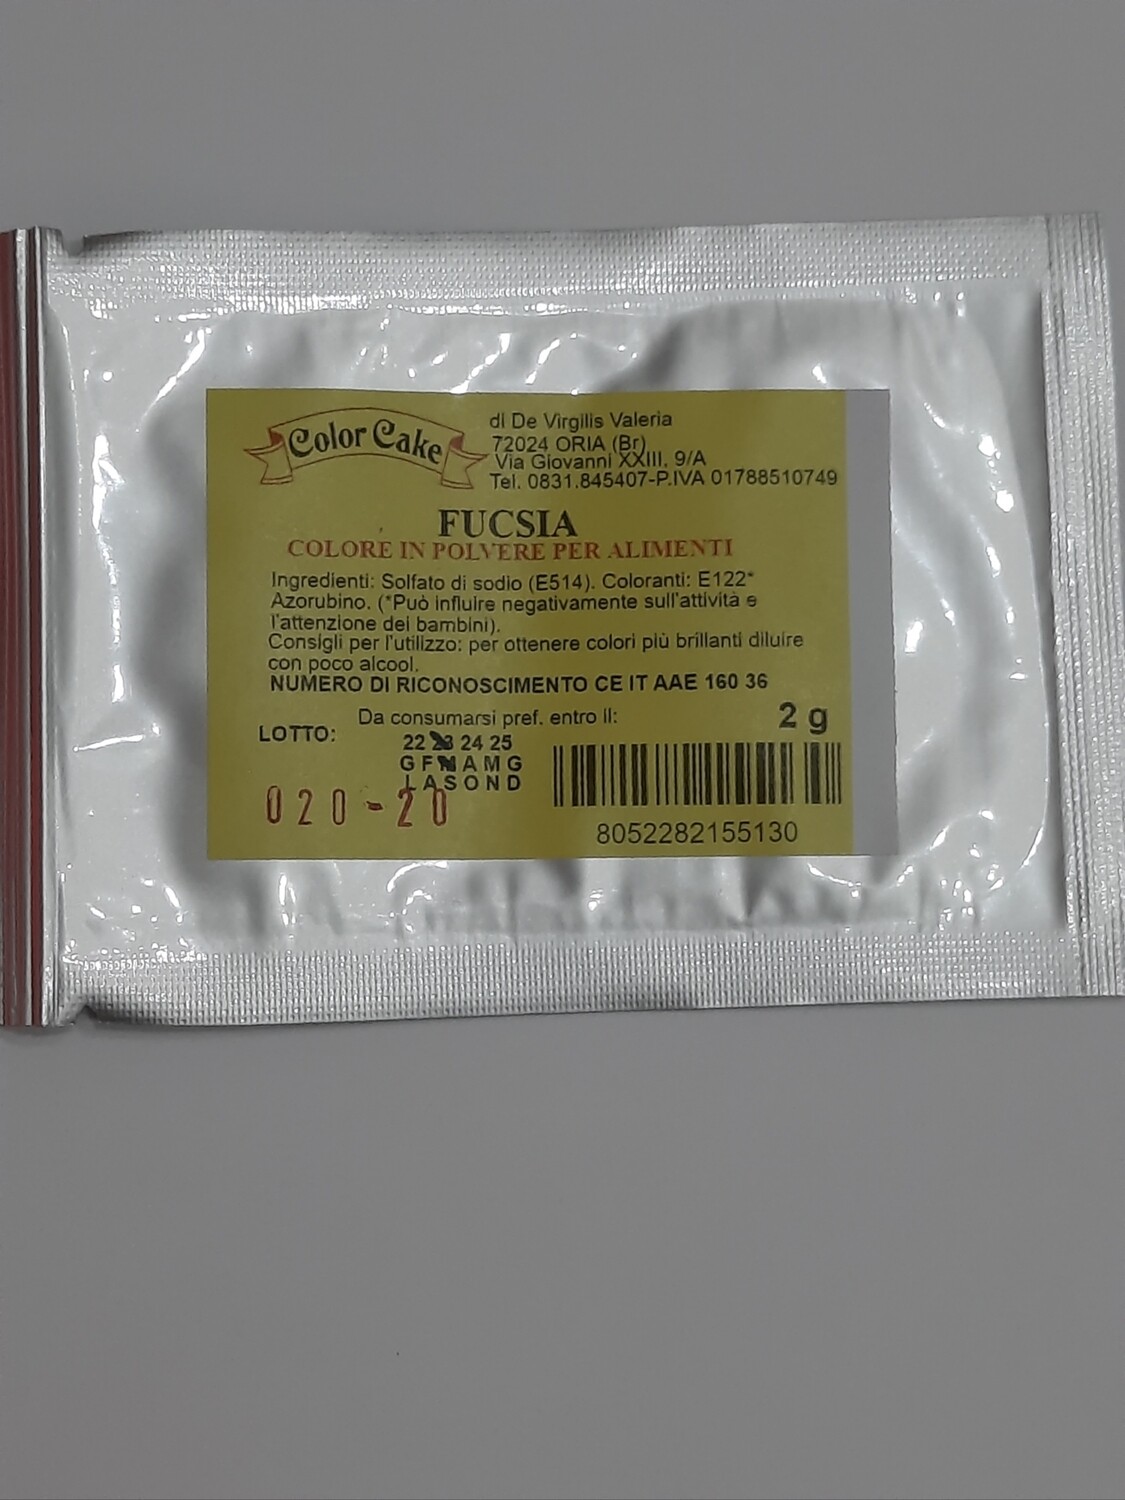 Color Cake
di De Virgilis Valeria
72024 ORIA (Br)
Via Giovanni XXIII, 9/A
Tel. 0831.845407-P.IVA 01788510749
FUCSIA
COLORE IN POLVERE PER ALIMENTI
Ingredienti: Solfato di sodio (E514). Coloranti: E122*
Azorubino. (*Può influire negativamente sull'attività e
l'attenzione dei bambini).
Consigli per l'utilizzo: per ottenere colori più brillanti diluire
con poco alcool.
NUMERO DI RICONOSCIMENTO CE IT AAE 160 36
Da consumarsi pref. entro il:
2 g
LOTTO:
22 23 24 25
G F M A M G
L A S O N D
020-20
8052282155130